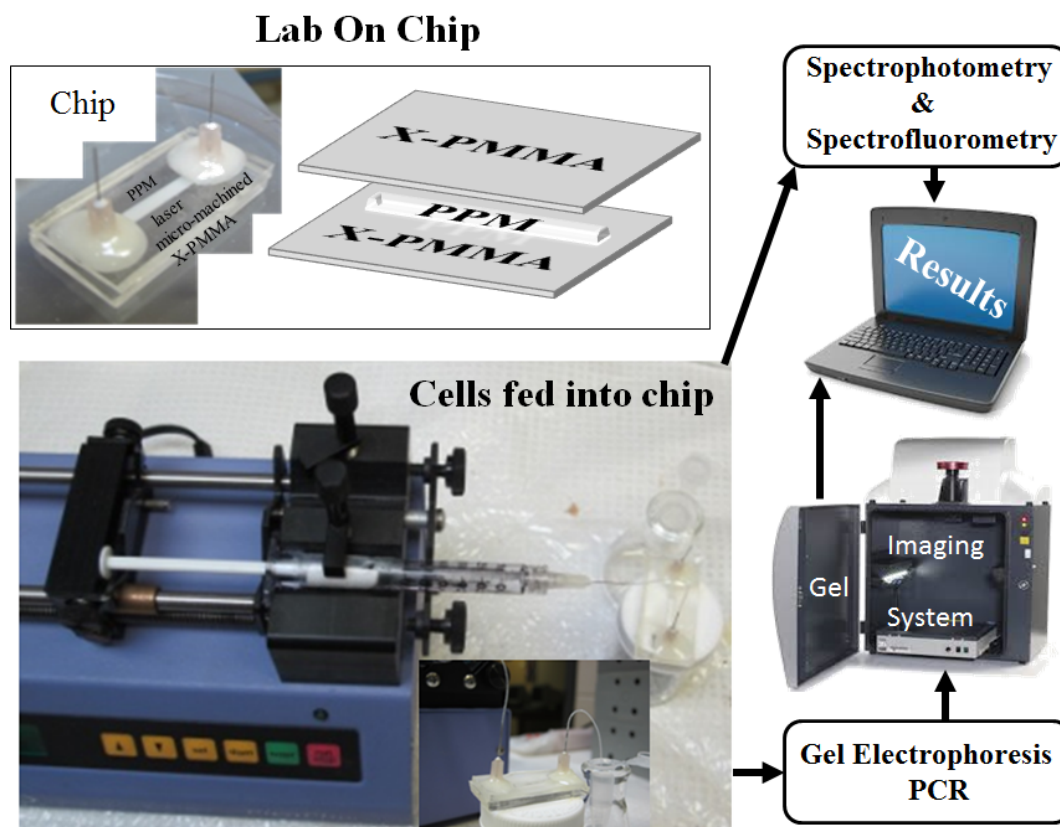 Lab On Chip
Chip
PPM
laser
micro-machined
X-PMMA
X-PMMA
PPM
X-PMMA
Spectrophotometry
&
Spectrofluorometry
Results
Cells fed into chip
Imaging
Gel
System
Gel Electrophoresis
PCR